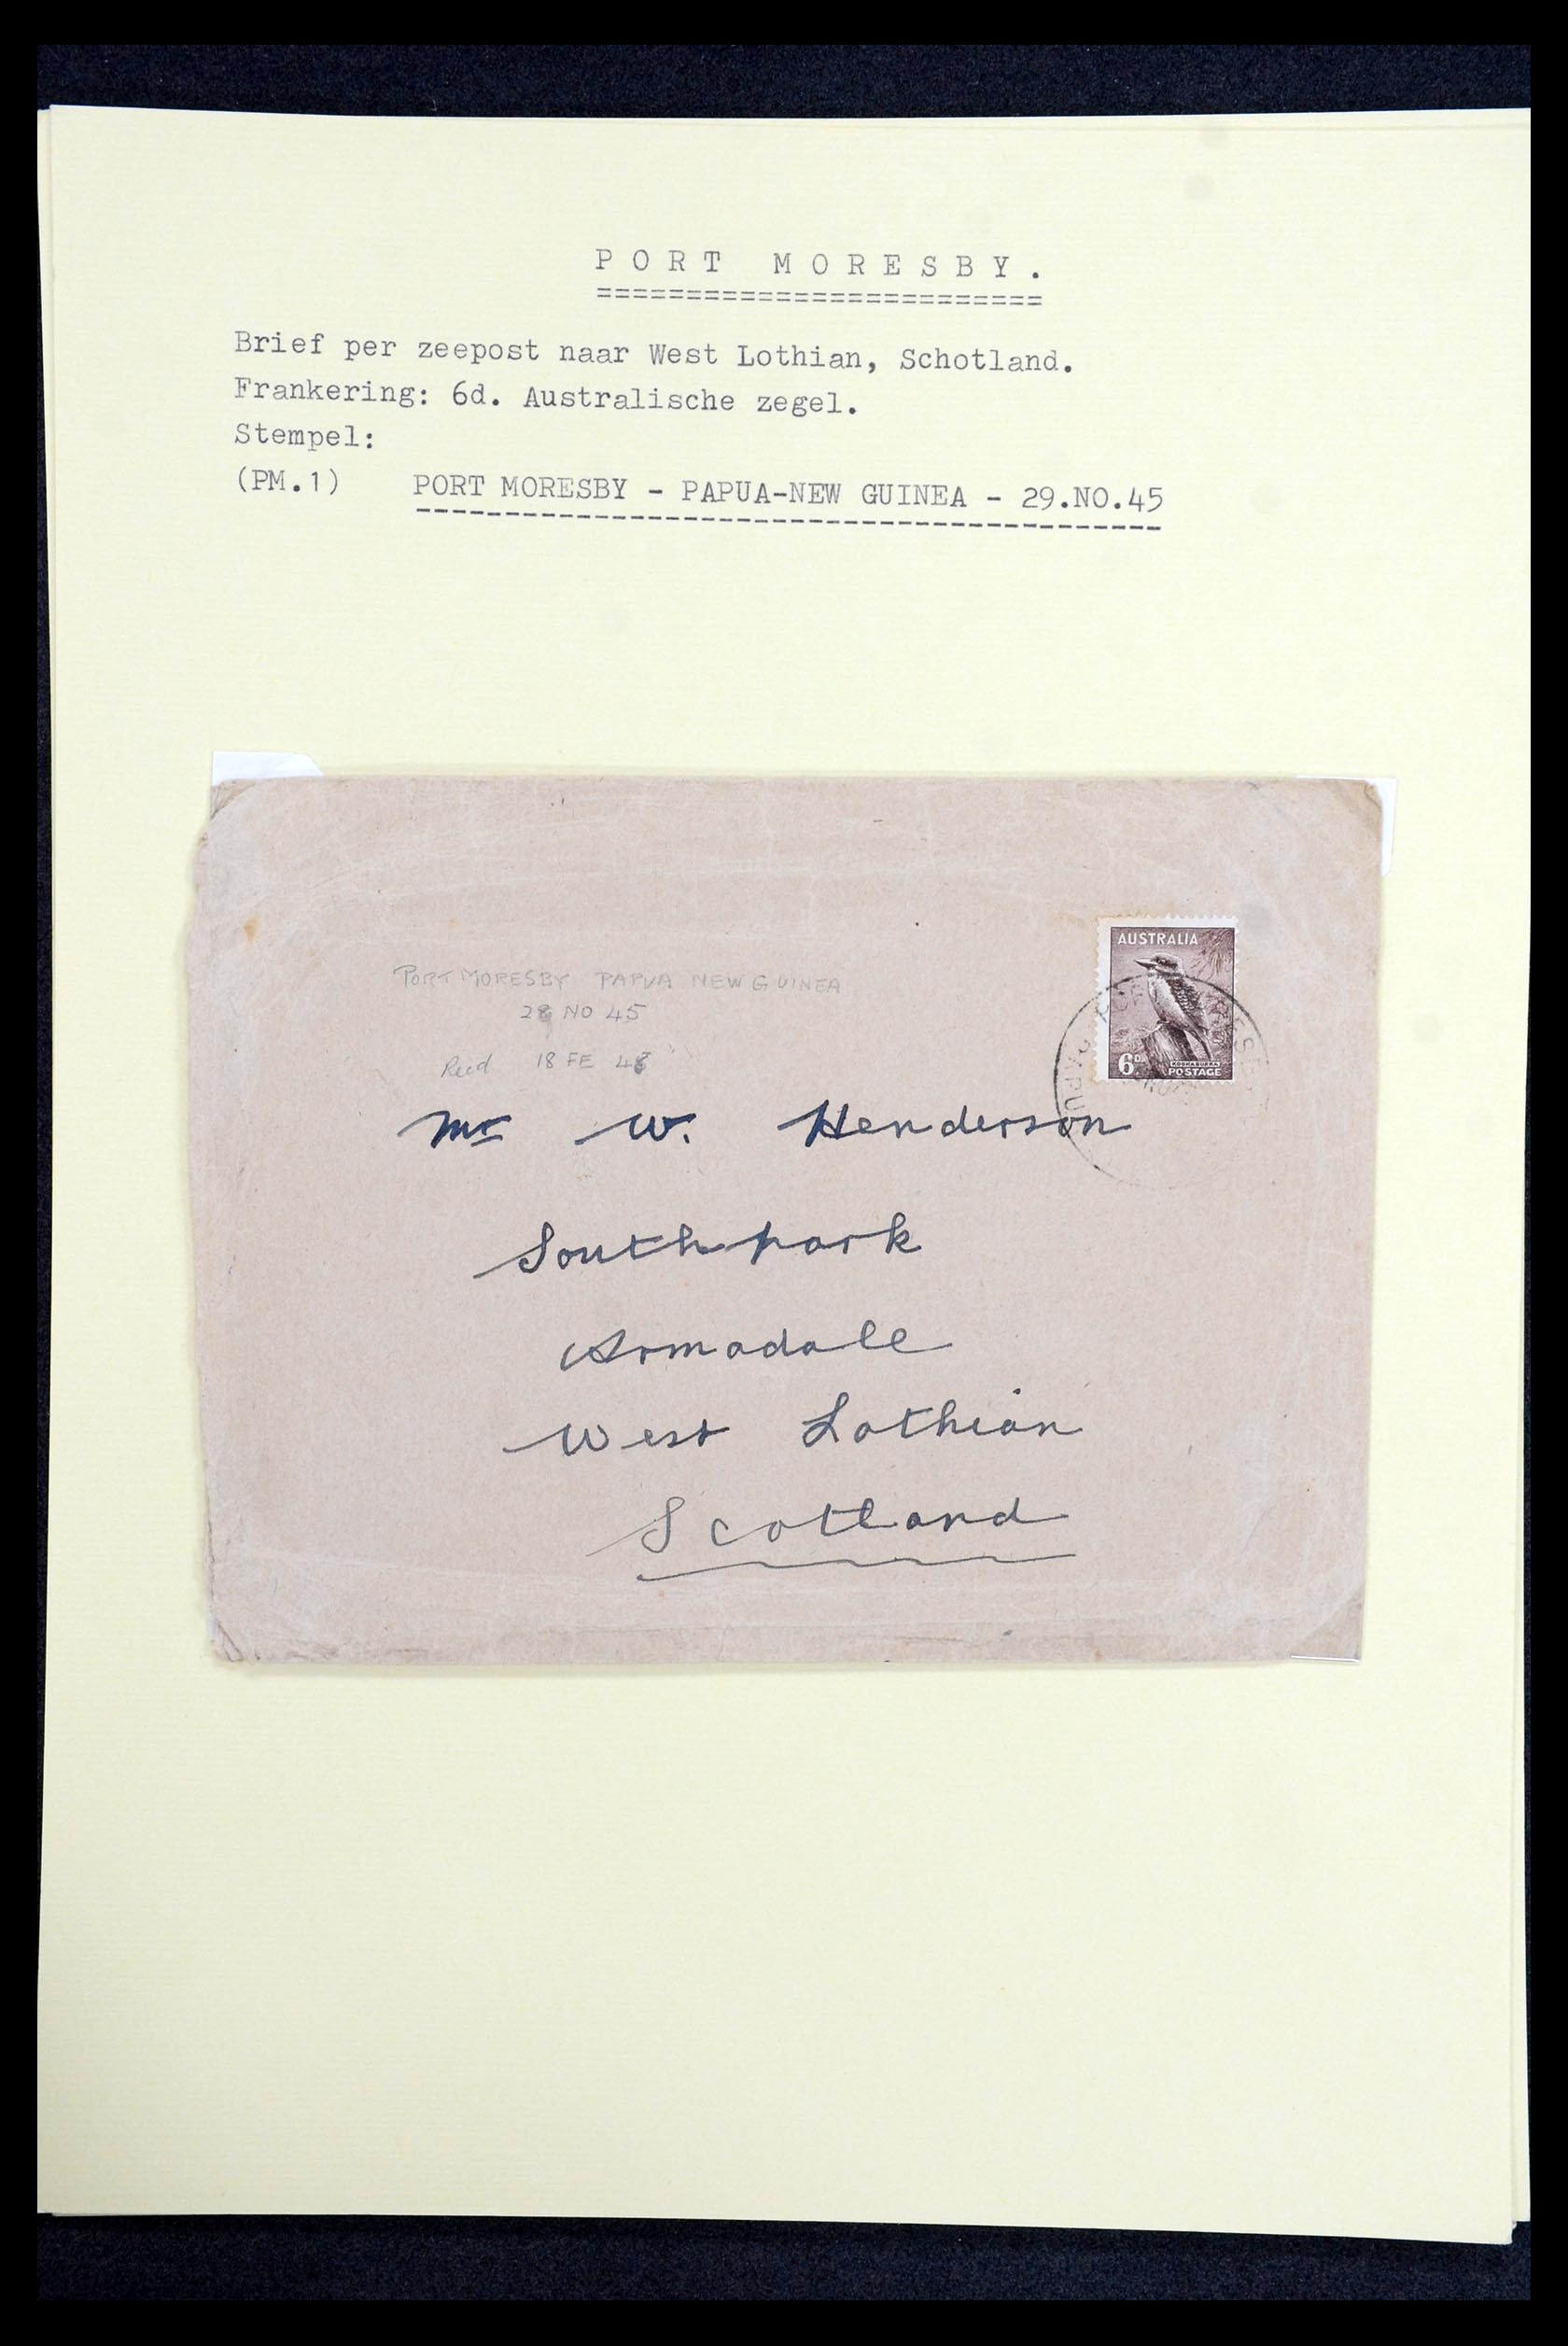 PORT MORESBY.
=========================
Brief per zeepost naar West Lothian, Schotland.
Frankering: 6d. Australische zegel.
Stempel:
(PM.1) PORT MORESBY - PAPUA-NEW GUINEA - 29.NO.45
AUSTRALIA
6D.
KOOKABURRA
POSTAGE
PORT MORESBY PAPUA NEW GUINEA
NO 45
Recd 18 FE
Mr W. Henderson
Southpark
Armadale
West Lothian
Scotland